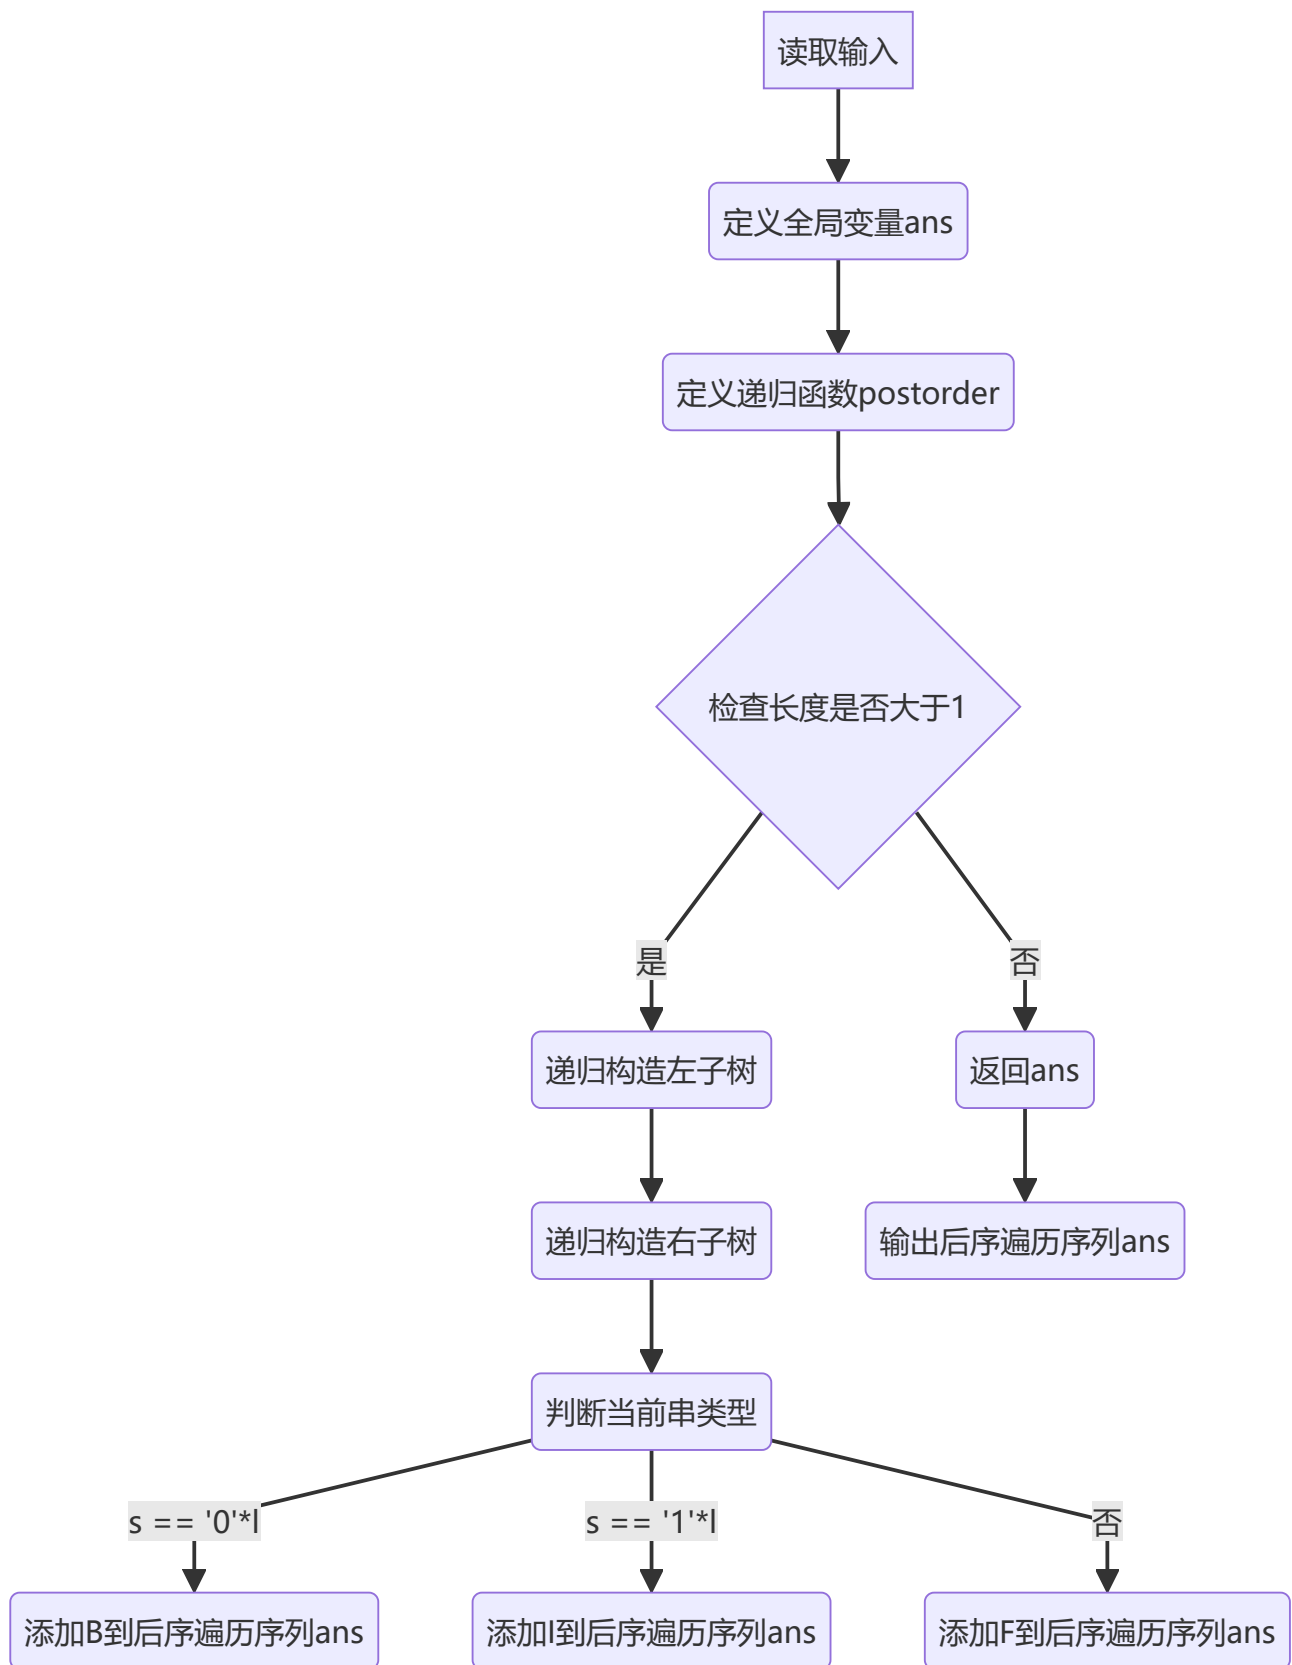 读取输入
定义全局变量ans
定义递归函数postorder
检查长度是否大于1
是
否
递归构造左子树
返回ans
递归构造右子树
输出后序遍历序列ans
判断当前串类型
s == '0'*l
s == '1'*l
否
添加B到后序遍历序列ans
添加I到后序遍历序列ans
添加F到后序遍历序列ans